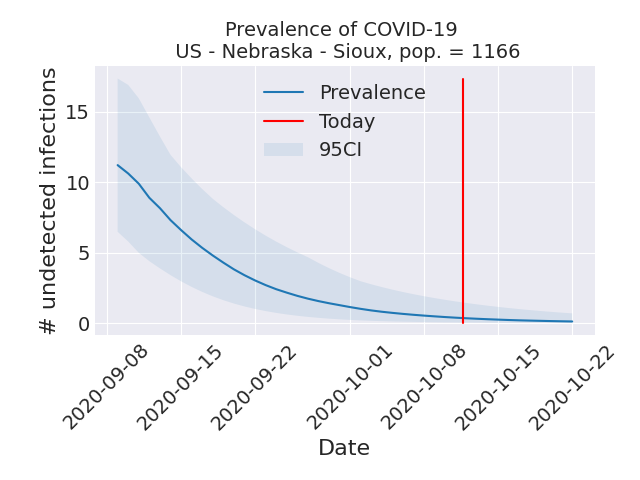 Prevalence of COVID-19
US - Nebraska - Sioux, pop. = 1166
# undetected infections
15
10
5
0
Prevalence
Today
95CI
2020-09-08
2020-09-15
2020-09-22
2020-10-01
2020-10-08
2020-10-15
2020-10-22
Date